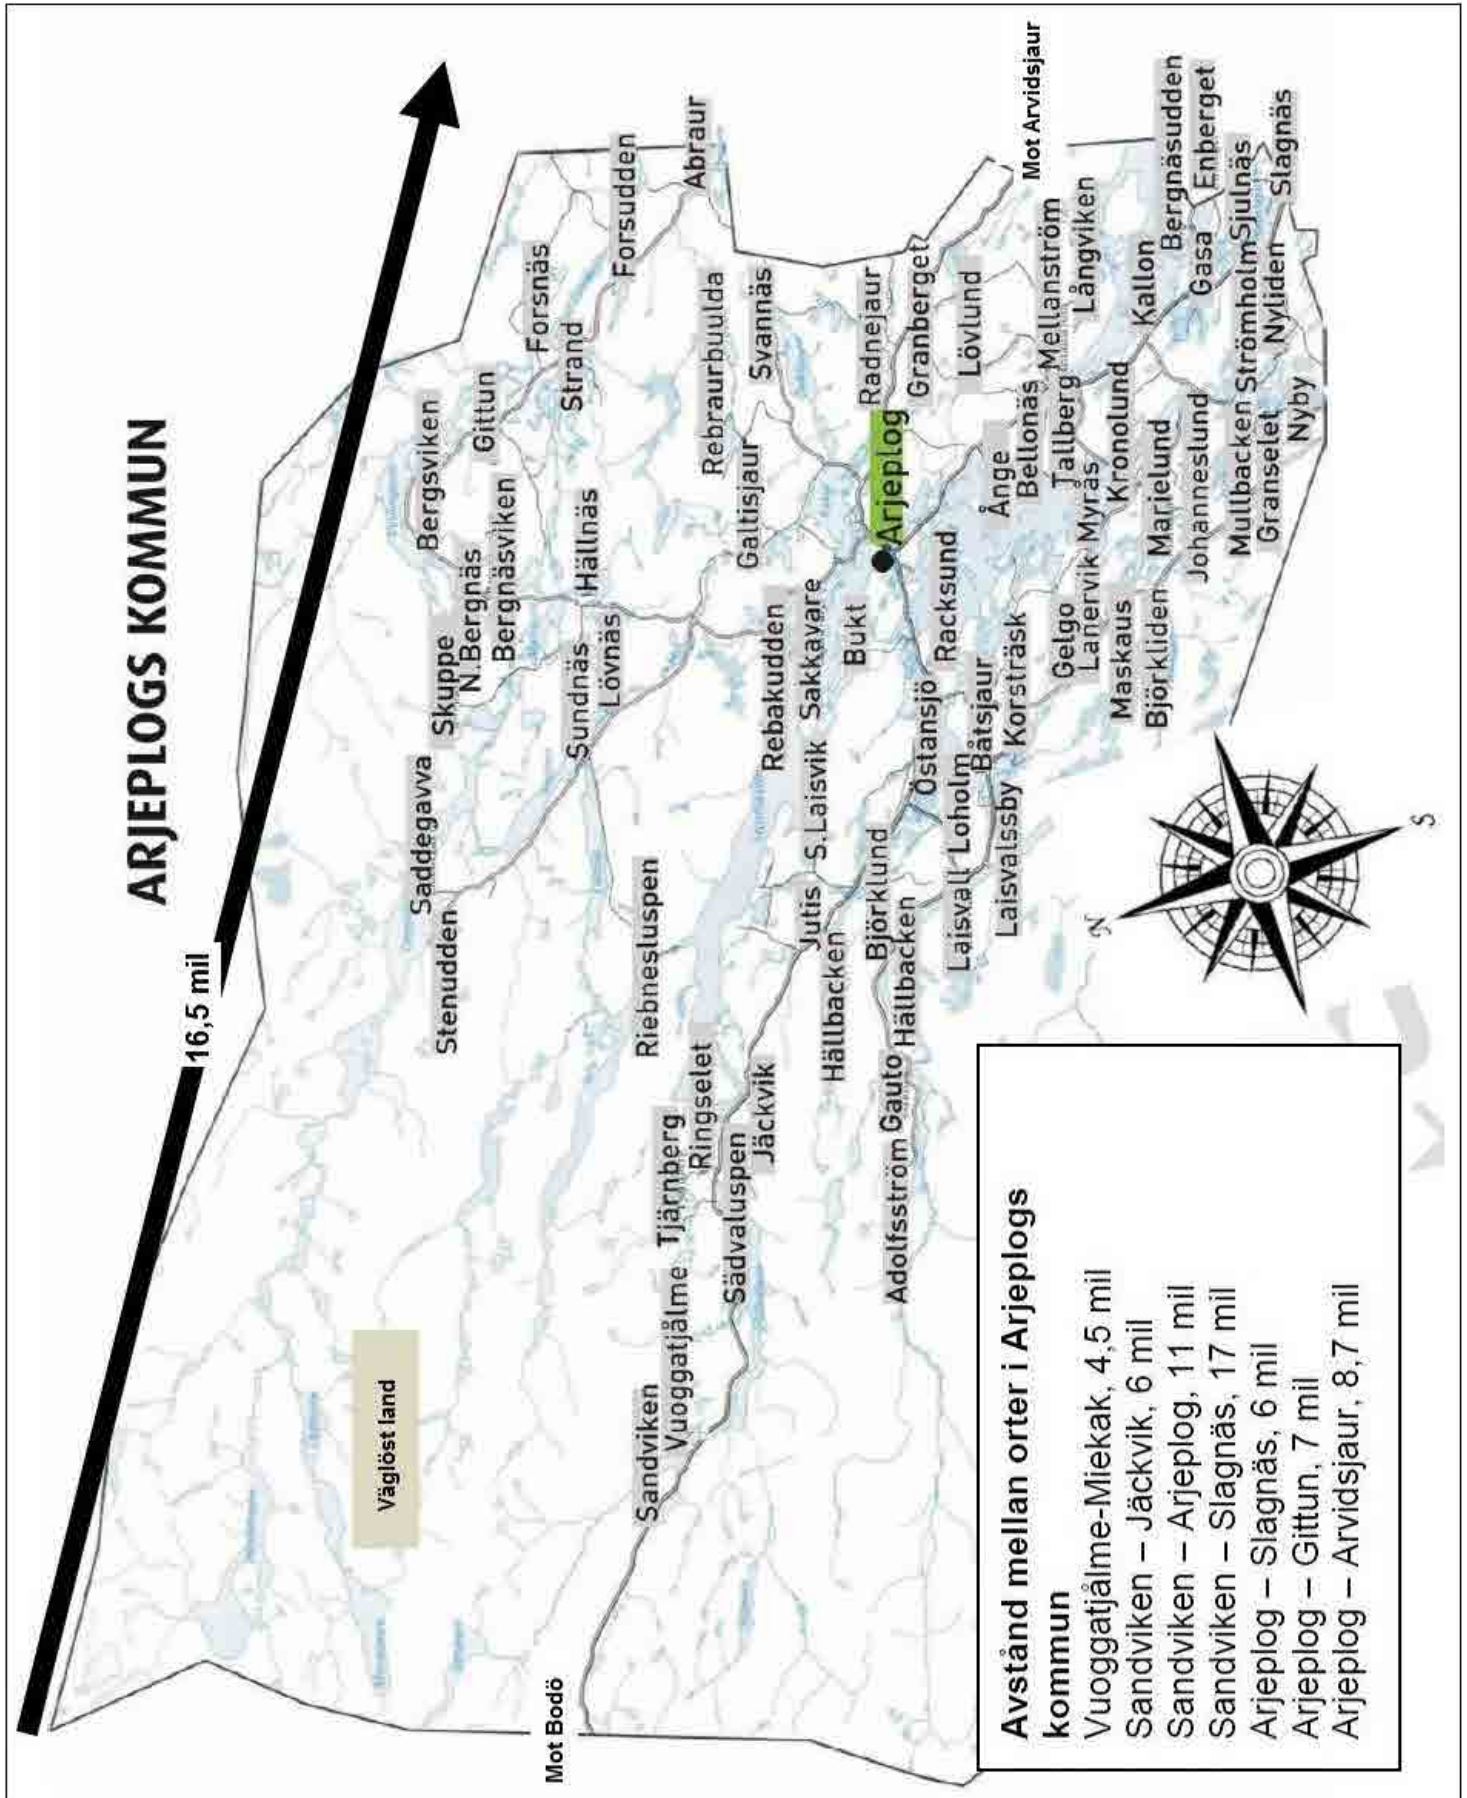 ARJEPLOGS KOMMUN
16,5 mil
Väglöst land
Mot Bodö
Mot Arvidsjaur
Sandviken
Vuoggatjålme
Tjärnberg
Ringselet
Sädvaluspen
Jäckvik
Adolfsström
Gauto
Hällbacken
Björklund
Hällbacken
Jutis
S.Laisvik
Riebnesluspen
Stenudden
Saddegavva
Skuppe
N.Bergnäs
Bergnäsviken
Bergsviken
Gittun
Hällnäs
Sundnäs
Lövnäs
Forsnäs
Strand
Forsudden
Abraur
Rebraurbuulda
Svannäs
Galtisjaur
Rebakudden
Sakkavare
Bukt
Arjeplog
Radnejaur
Granberget
Lövlund
Racksund
Östansjö
Båtsjaur
Korsträsk
Loholm
Laisvall
Laisvalssby
Ånge
Bellonäs
Mellanström
Långviken
Tallberg
Myrås
Lanervik
Gelgo
Kronolund
Kallon
Maskaus
Björkliden
Marielund
Johanneslund
Bergnäsudden
Enberget
Gasa
Sjulnäs
Strömholm
Mullbacken
Granselet
Nyliden
Nyby
Slagnäs
N
S
Avstånd mellan orter i Arjeplogs
kommun
Vuoggatjålme-Miekak, 4,5 mil
Sandviken – Jäckvik, 6 mil
Sandviken – Arjeplog, 11 mil
Sandviken – Slagnäs, 17 mil
Arjeplog – Slagnäs, 6 mil
Arjeplog – Gittun, 7 mil
Arjeplog – Arvidsjaur, 8,7 mil